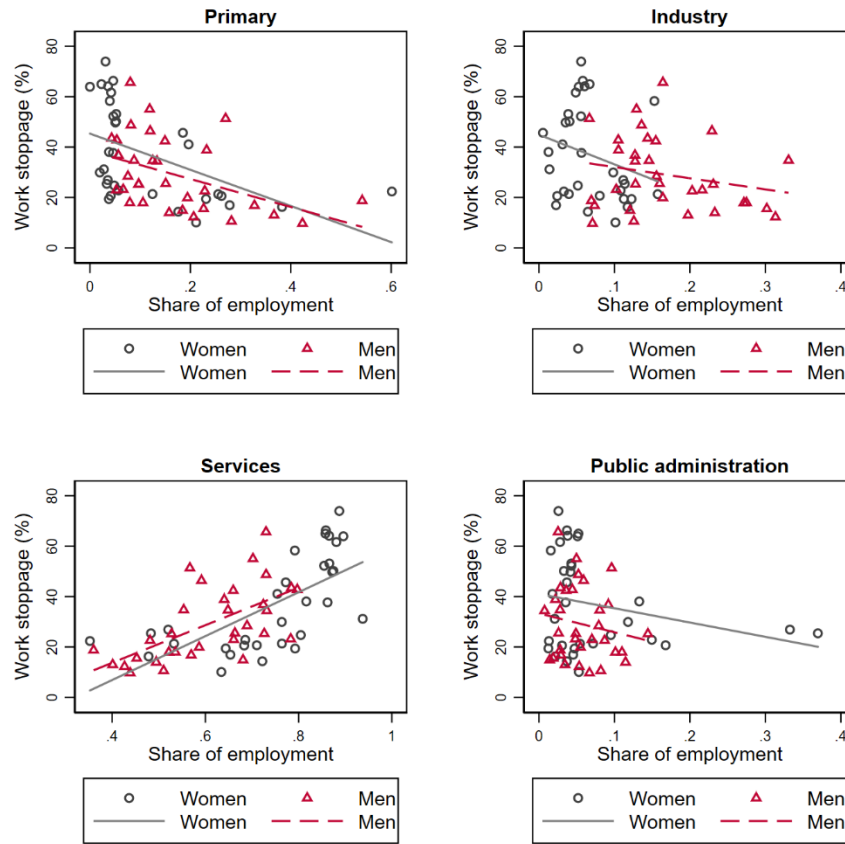 Primary
Industry
Work stoppage (%)
80
60
40
20
0
0 .2 .4 .6
Share of employment
Women Men
Women Men
Work stoppage (%)
80
60
40
20
0
0 .1 .2 .3 .4
Share of employment
Women Men
Women Men
Services
Public administration
Work stoppage (%)
80
60
40
20
0
.4 .6 .8 1
Share of employment
Women Men
Women Men
Work stoppage (%)
80
60
40
20
0
0 .1 .2 .3 .4
Share of employment
Women Men
Women Men